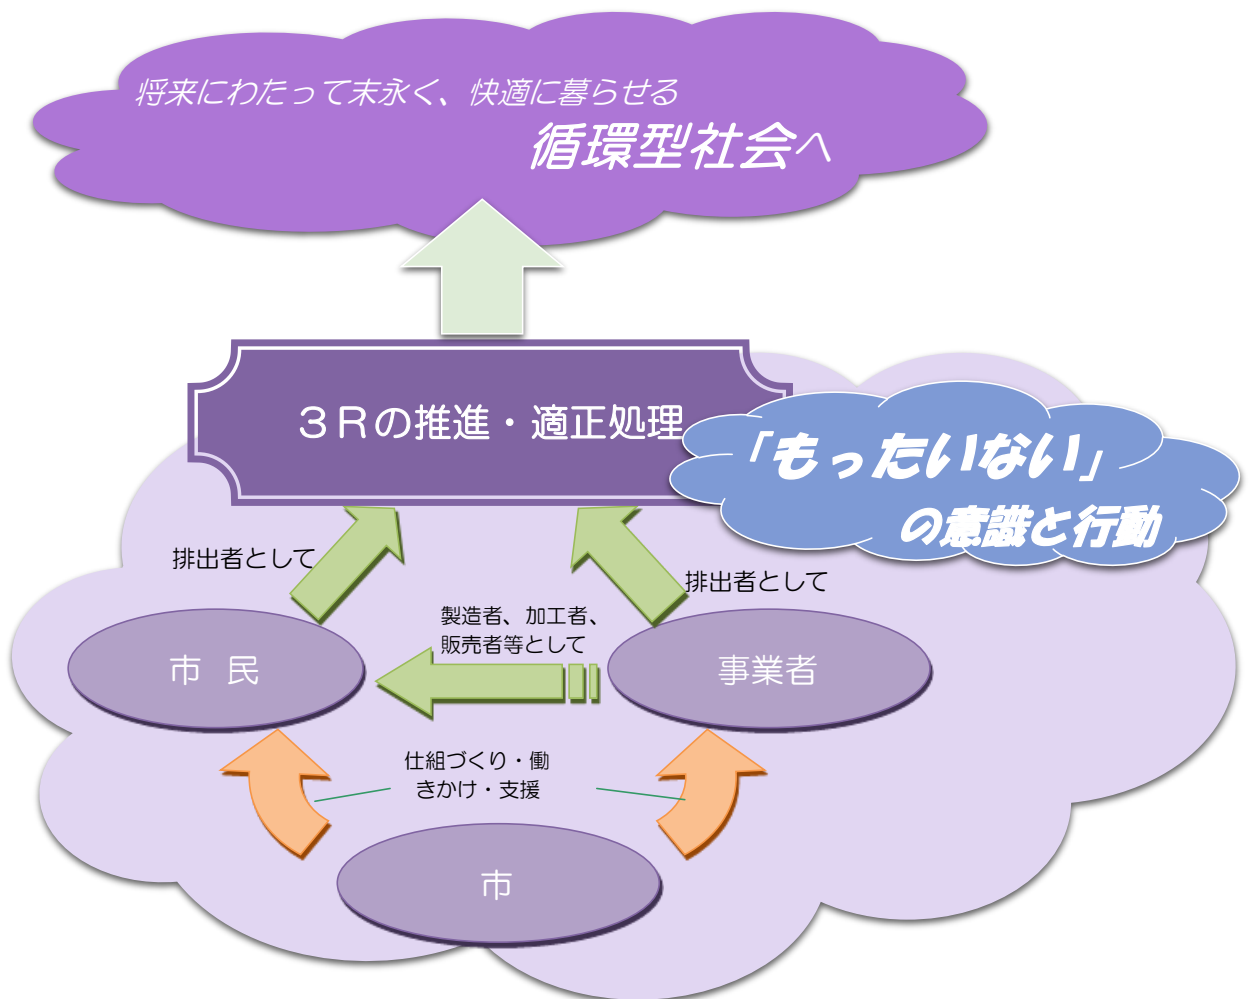 将来にわたって末永く、快適に暮らせる
循環型社会へ
３Ｒの推進・適正処理
「もったいない」
の意識と行動
排出者として
排出者として
製造者、加工者、
販売者等として
市 民
事業者
仕組づくり・働
きかけ・支援
市